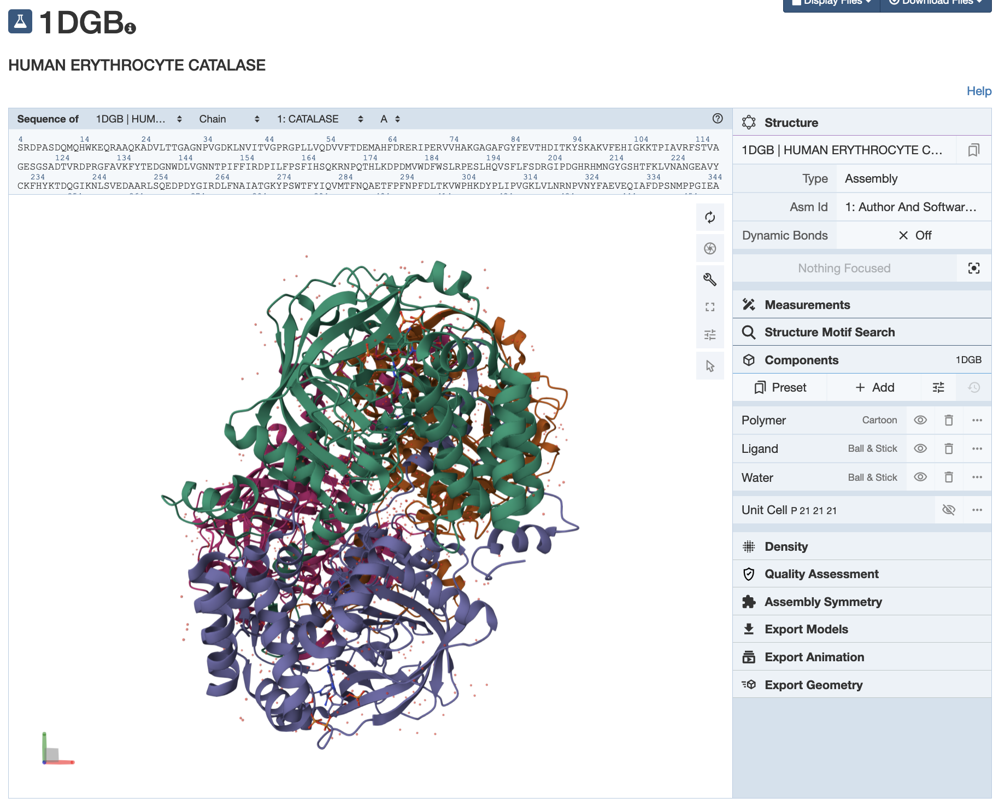 Display Files Download Files
1DGB
HUMAN ERYTHROCYTE CATALASE
Help
Sequence of 1DGB | HUM... Chain 1: CATALASE A
4 14 24 34 44 54 64 74 84 94 104 114
SRDPASDQMQHWKEQRAAQKADVLTTGAGNPVGDKLNVITVGPRGPLLVQDVVFTDEMAHFDRERIPERVVHAKGAGAFGYFEVTHDITKYSKAKVFEHIGKKTPIAVRFSTVA
124 134 144 154 164 174 184 194 204 214 224
GESGSADTVRDPRGFAVKFYTEDGNWDLVGNNTPIFFIRDPILFPSFIHSQKRNPQTHLKDPDMVWDFWSLRPESLHQVSFLFSDRGIPDGHRHMNGYGSHTFKLVNANGEAVY
234 244 254 264 274 284 294 304 314 324 334 344
CKFHYKTDQGIKNLSVEDAARLSQEDPDYGIRDLFNAIATGKYPSWTFYIQVMTFNQAETFPFNPFDLTKVWPHKDYPLIPVGKLVLNRNPVNYFAEVEQIAFDPSNMPPGIEA
Structure
1DGB | HUMAN ERYTHROCYTE C...
Type Assembly
Asm Id 1: Author And Softwar...
Dynamic Bonds × Off
Nothing Focused
Measurements
Structure Motif Search
Components 1DGB
Preset + Add
Polymer Cartoon
Ligand Ball & Stick
Water Ball & Stick
Unit Cell P 21 21 21
Density
Quality Assessment
Assembly Symmetry
Export Models
Export Animation
Export Geometry